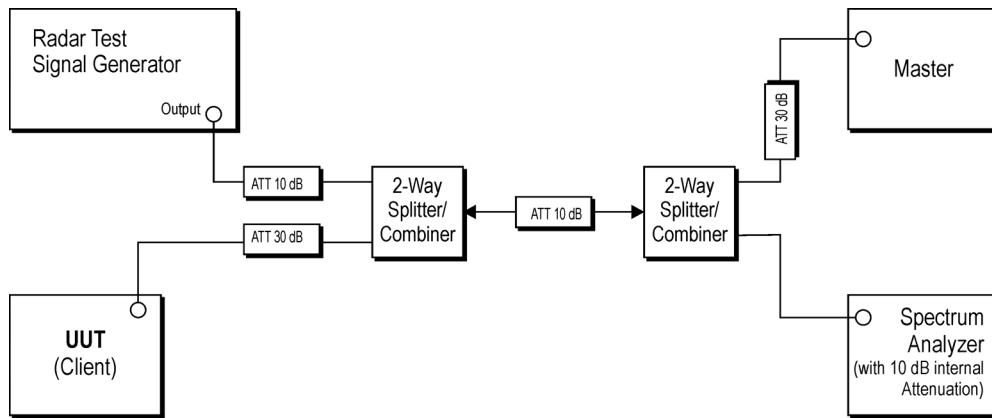 Radar Test
Signal Generator
Output
ATT 10 dB
ATT 30 dB
2-Way
Splitter/
Combiner
ATT 10 dB
2-Way
Splitter/
Combiner
ATT 30 dB
Master
UUT
(Client)
Spectrum
Analyzer
(with 10 dB internal
Attenuation)